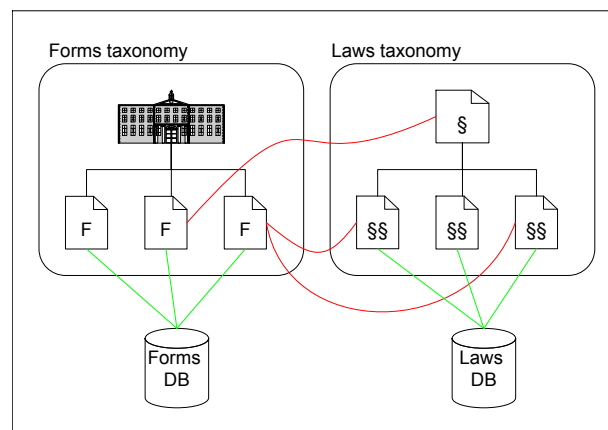 Forms taxonomy
Laws taxonomy
§
F
F
F
§§
§§
§§
Forms
DB
Laws
DB